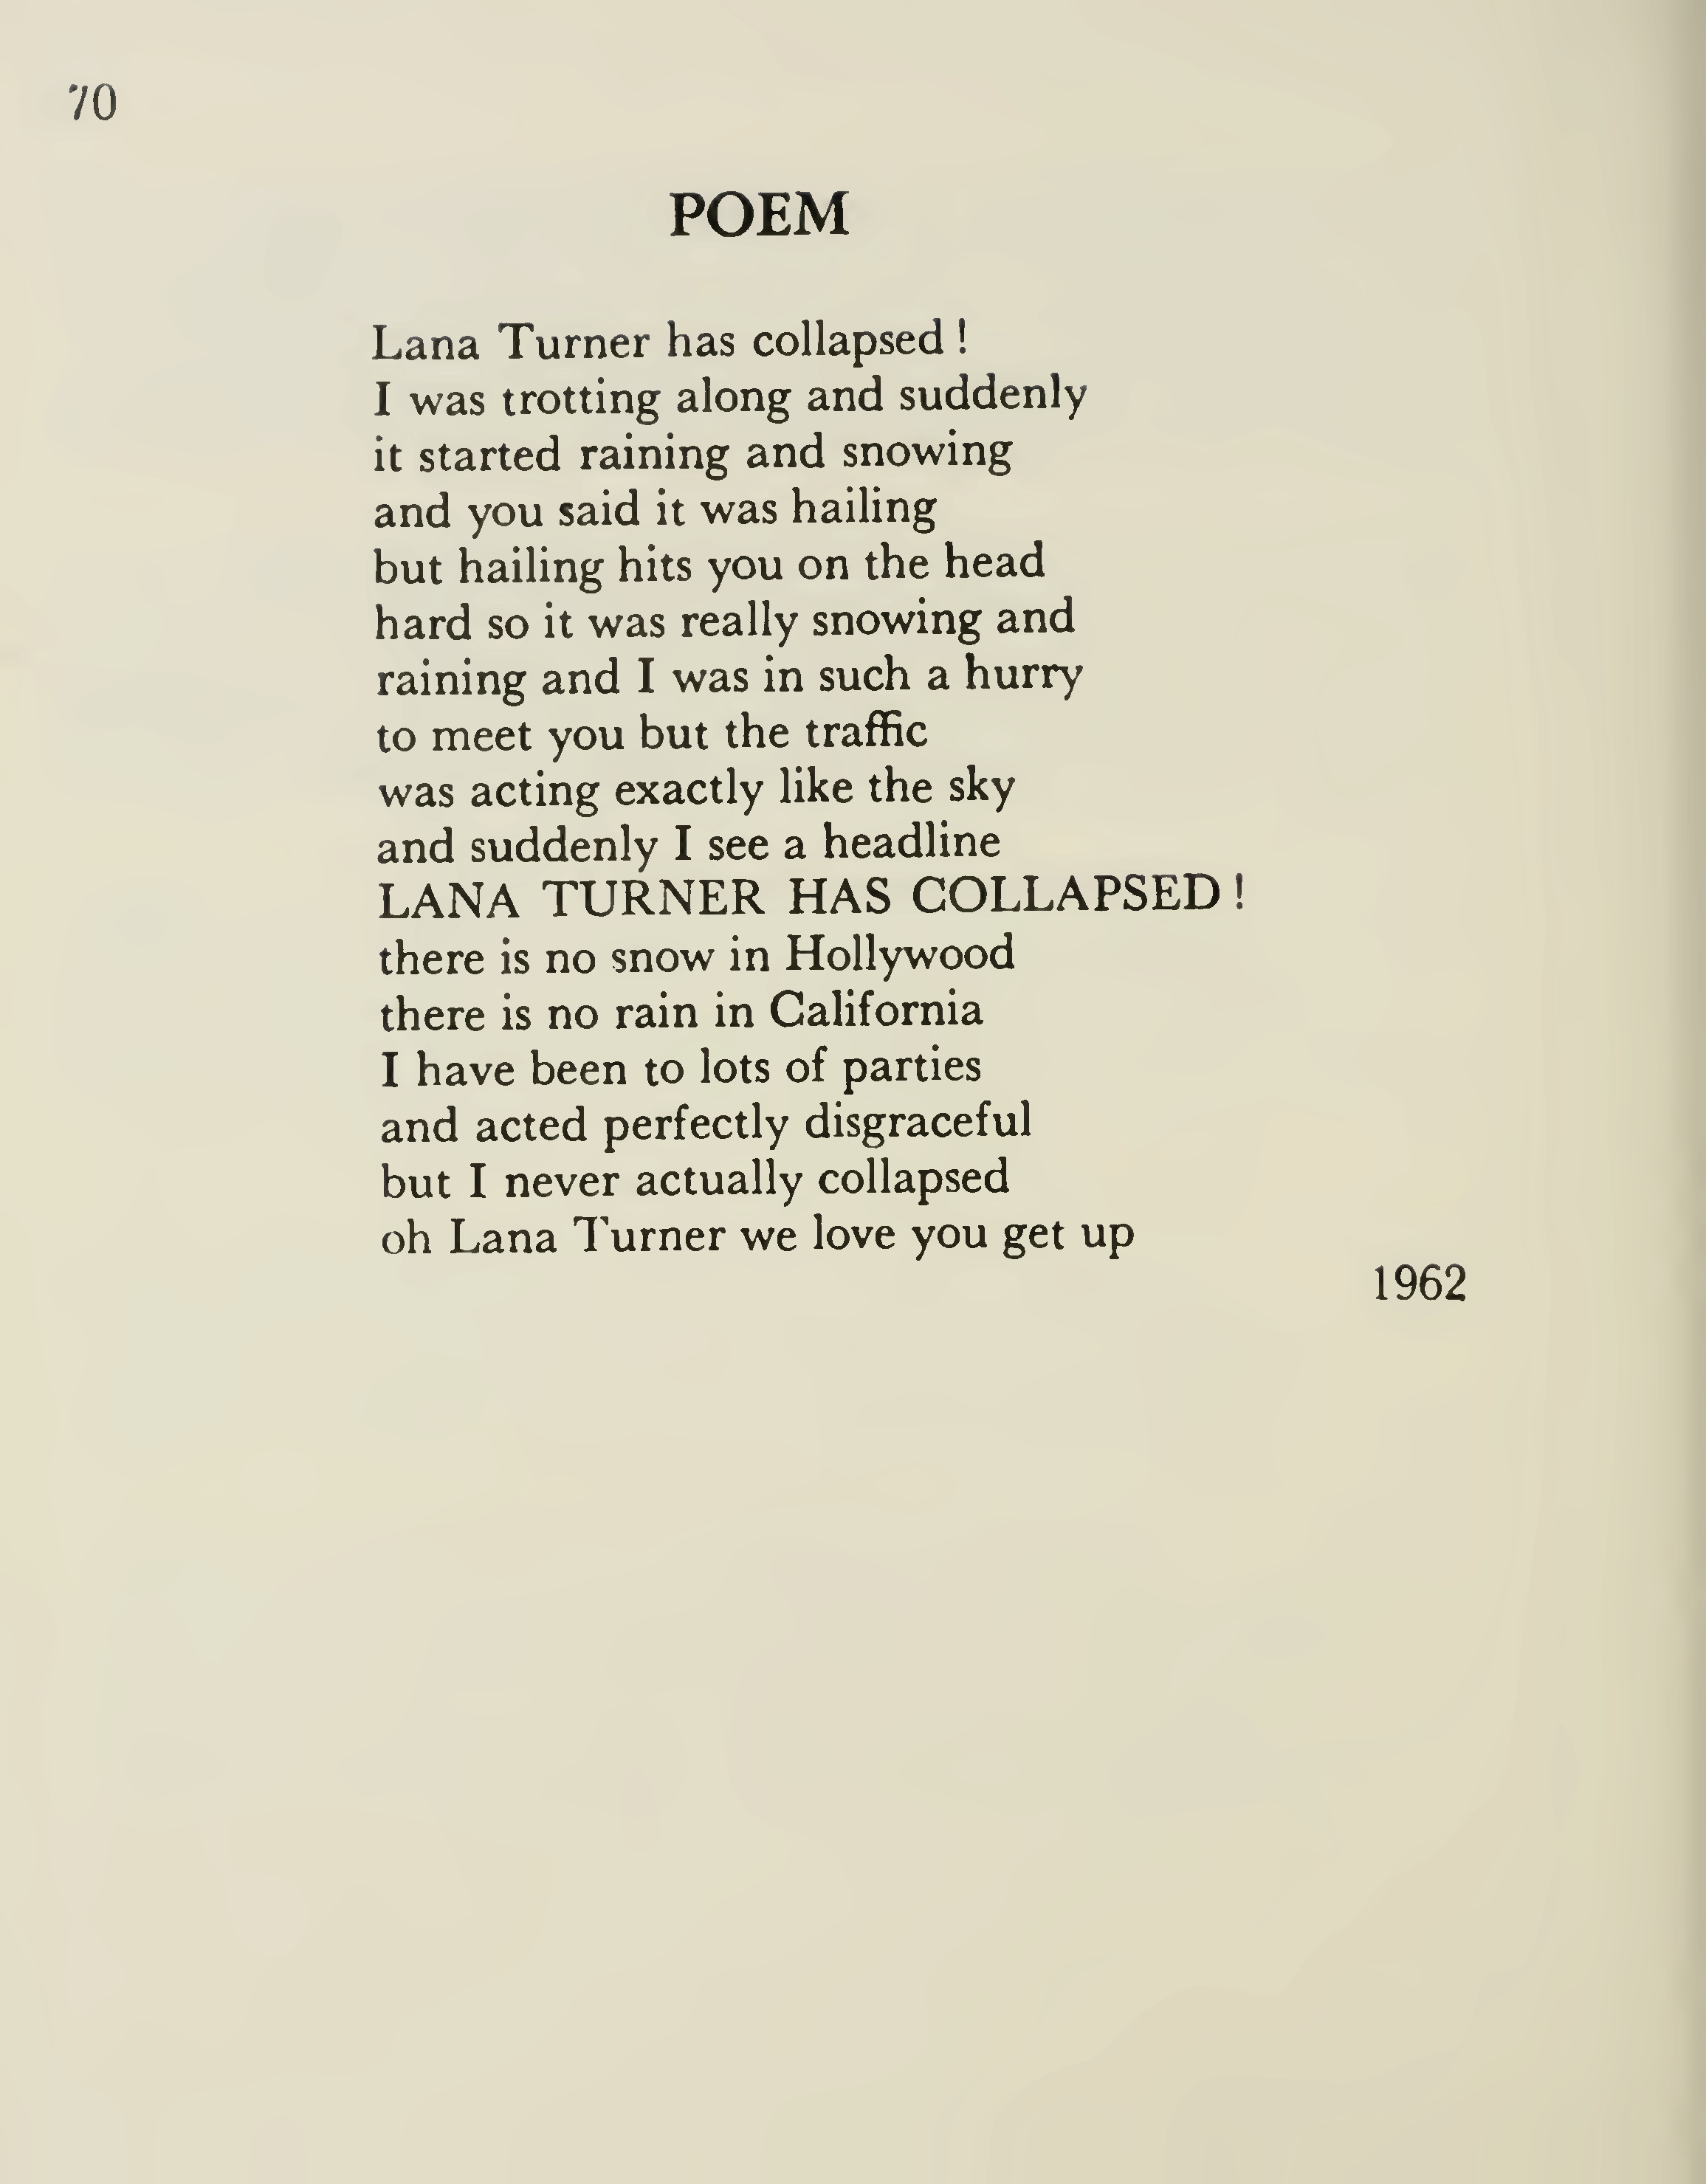 70
POEM
Lana Turner has collapsed !
I was trotting along and suddenly
it started raining and snowing
and you said it was hailing
but hailing hits you on the head
hard so it was really snowing and
raining and I was in such a hurry
to meet you but the traffic
was acting exactly like the sky
and suddenly I see a headline
LANA TURNER HAS COLLAPSED !
there is no snow in Hollywood
there is no rain in California
I have been to lots of parties
and acted perfectly disgraceful
but I never actually collapsed
oh Lana Turner we love you get up
1962